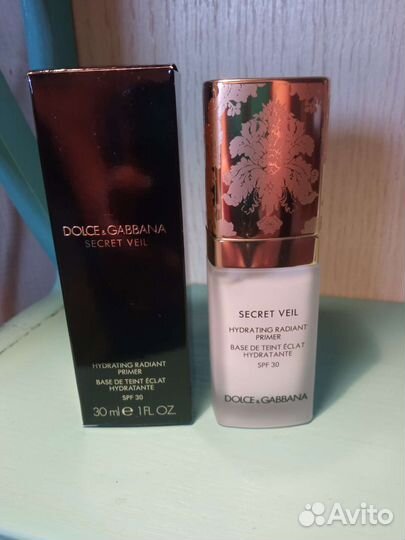 DOLCE & GABBANA
SECRET VEIL
HYDRATING RADIANT
PRIMER
BASE DE TEINT ÉCLAT
HYDRATANTE
SPF 30
30 ml e 1 FL. OZ.
SECRET VEIL
HYDRATING RADIANT
PRIMER
BASE DE TEINT ÉCLAT
HYDRATANTE
SPF 30
DOLCE & GABBANA
Avito